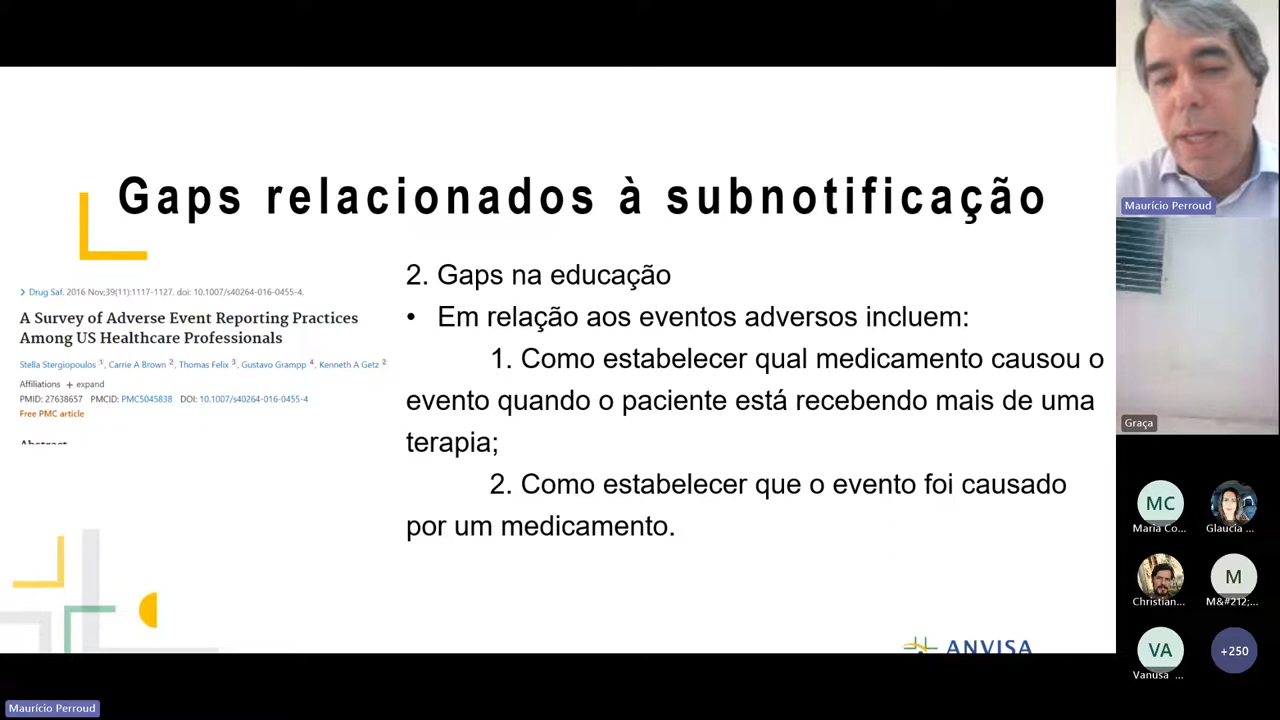 Gaps relacionados à subnotificação
> Drug Saf. 2016 Nov;39(11):1117-1127. doi: 10.1007/s40264-016-0455-4.
A Survey of Adverse Event Reporting Practices
Among US Healthcare Professionals
Stella Stergiopoulos 1, Carrie A Brown 2, Thomas Felix 3, Gustavo Grampp 4, Kenneth A Getz 2
Affiliations + expand
PMID: 27638657 PMCID: PMC5045838 DOI: 10.1007/s40264-016-0455-4
Free PMC article
Abstract
2. Gaps na educação
• Em relação aos eventos adversos incluem:
1. Como estabelecer qual medicamento causou o
evento quando o paciente está recebendo mais de uma
terapia;
2. Como estabelecer que o evento foi causado
por um medicamento.
ANVISA
Maurício Perroud
Graça
MC
Maria Co...
Glaucia ...
Christian...
M
M&#212;...
VA
Vanusa ...
+250
Maurício Perroud